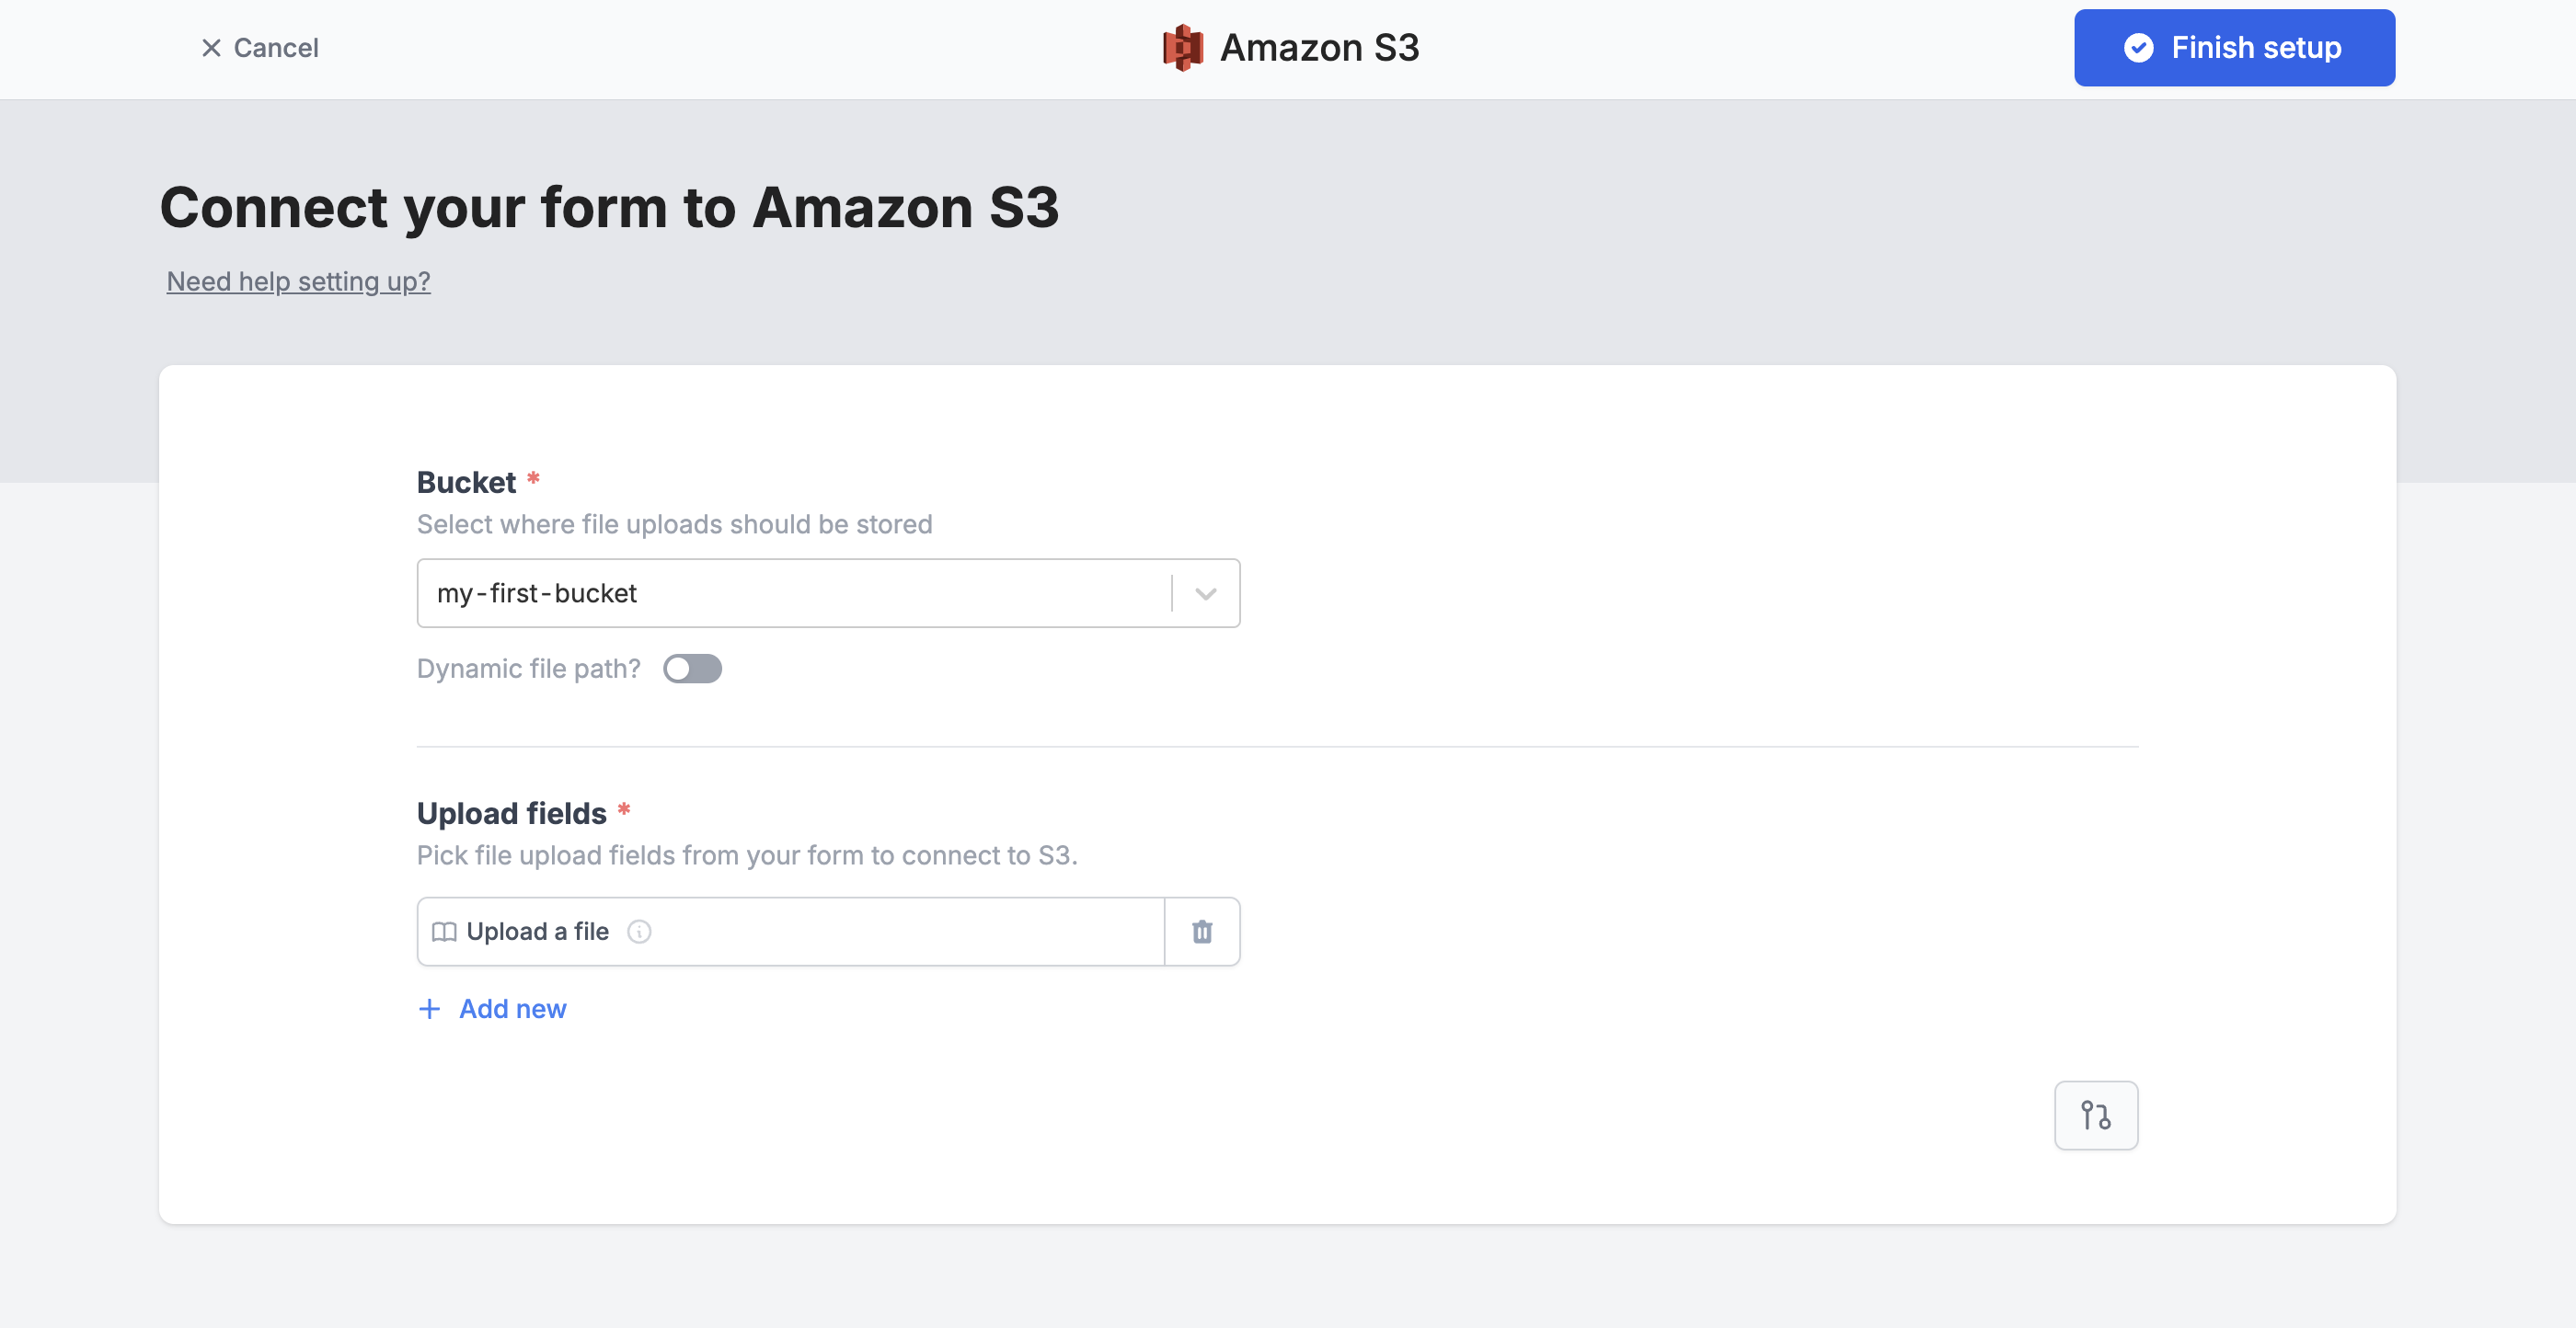 Cancel
Amazon S3
Finish setup
Connect your form to Amazon S3
Need help setting up?
Bucket *
Select where file uploads should be stored
my-first-bucket
Dynamic file path?
Upload fields *
Pick file upload fields from your form to connect to S3.
Upload a file
+ Add new